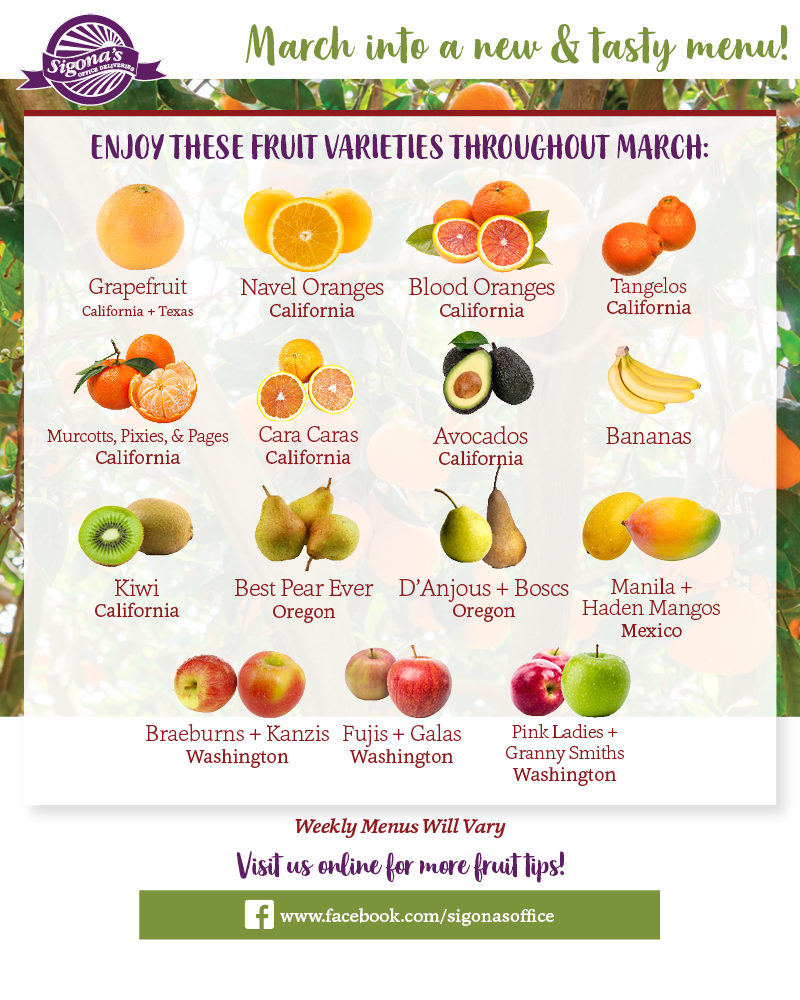 Sigona's
OFFICE DELIVERIES
March into a new & tasty menu!
ENJOY THESE FRUIT VARIETIES THROUGHOUT MARCH:
Grapefruit
California + Texas
Navel Oranges
California
Blood Oranges
California
Tangelos
California
Murcotts, Pixies, & Pages
California
Cara Caras
California
Avocados
California
Bananas
Kiwi
California
Best Pear Ever
Oregon
D'Anjous + Boscs
Oregon
Manila +
Haden Mangos
Mexico
Braeburns + Kanzis
Washington
Fujis + Galas
Washington
Pink Ladies +
Granny Smiths
Washington
Weekly Menus Will Vary
Visit us online for more fruit tips!
www.facebook.com/sigonasoffice